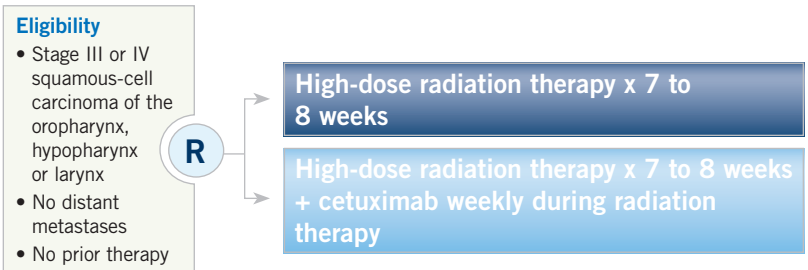 Eligibility
• Stage III or IV
squamous-cell
carcinoma of the
oropharynx,
hypopharynx
or larynx
• No distant
metastases
• No prior therapy
R
High-dose radiation therapy x 7 to
8 weeks
High-dose radiation therapy x 7 to 8 weeks
+ cetuximab weekly during radiation
therapy